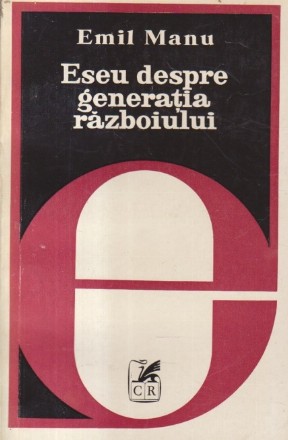 Emil Manu
Eseu despre
generația
războiului
e
CR